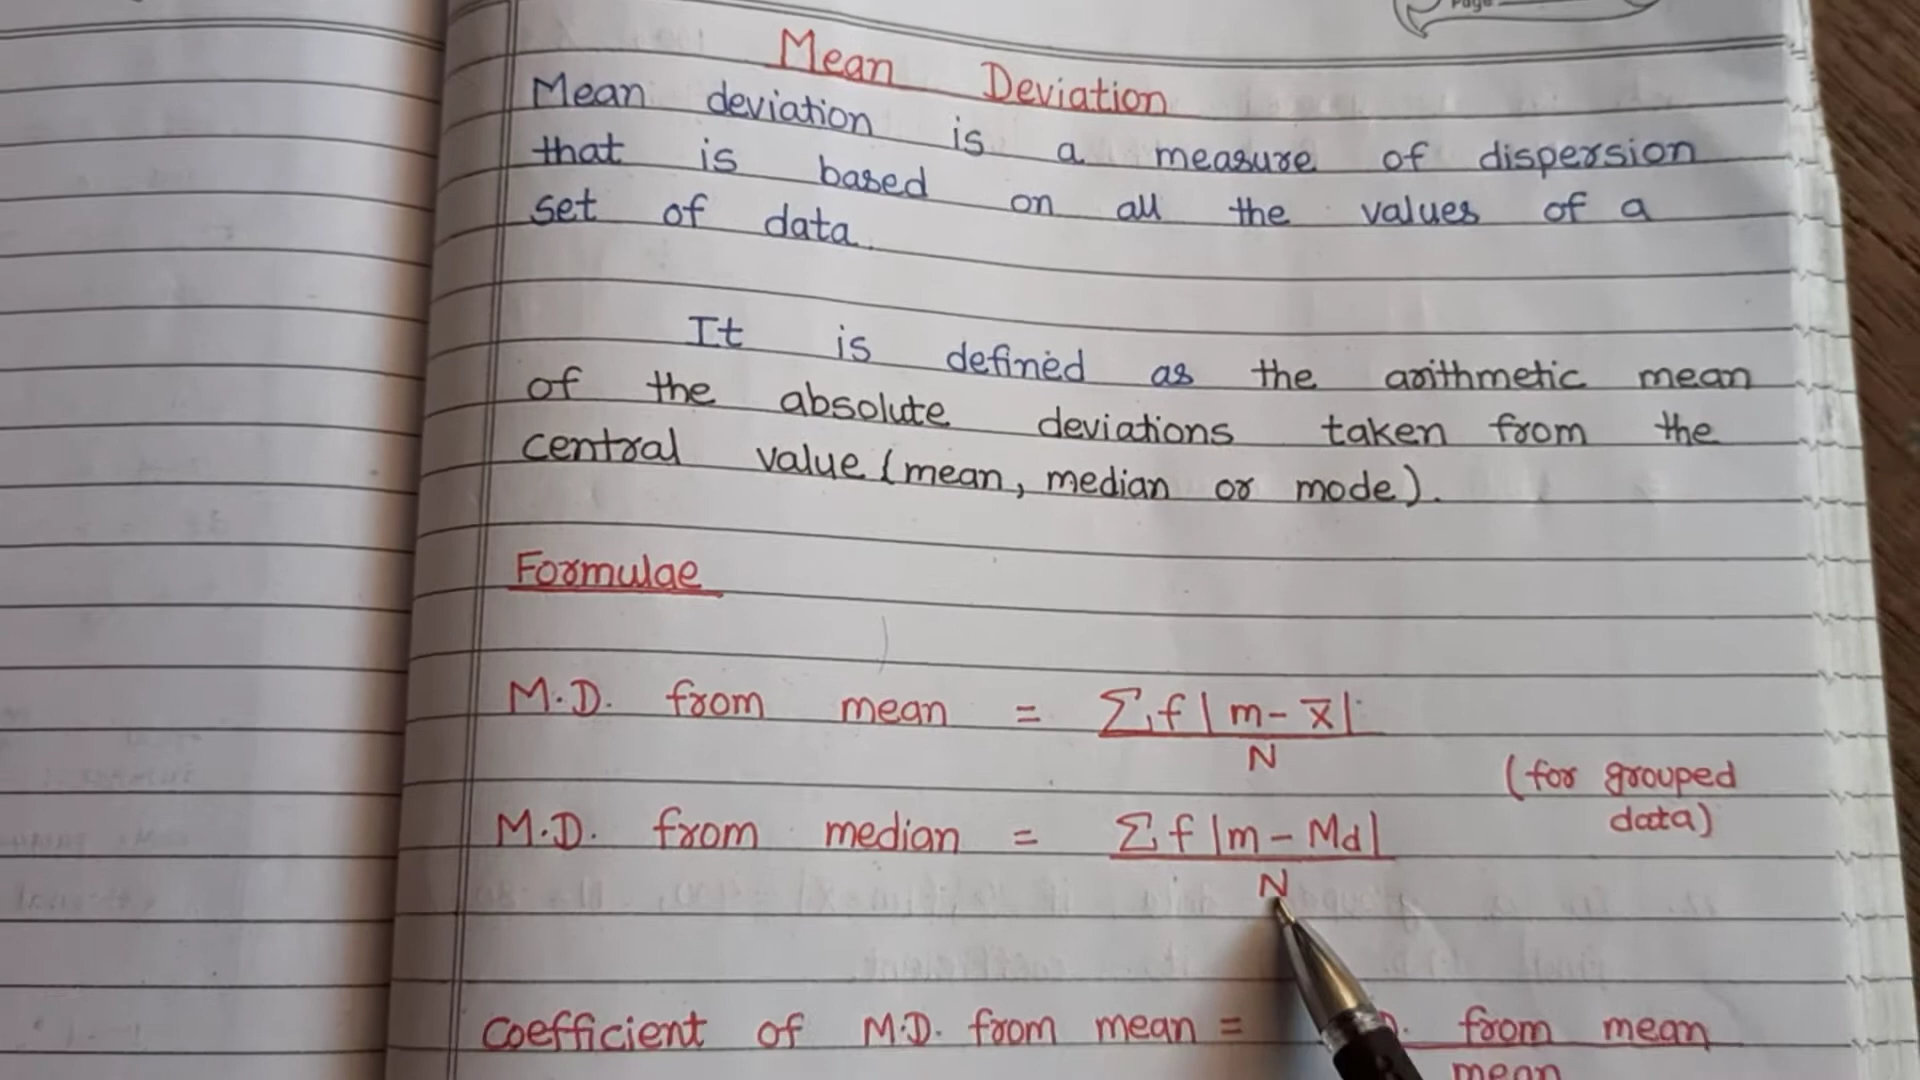 Page
Mean Deviation
Mean deviation is a measure of dispersion
that is based on all the values of a
set of data.
It is defined as the arithmetic mean
of the absolute deviations taken from the
central value (mean, median or mode).
Formulae
M.D. from mean = Σf|m-x̄|
N
(for grouped
data)
M.D. from median = Σf|m-Md|
N
coefficient of M.D. from mean = D. from mean
mean